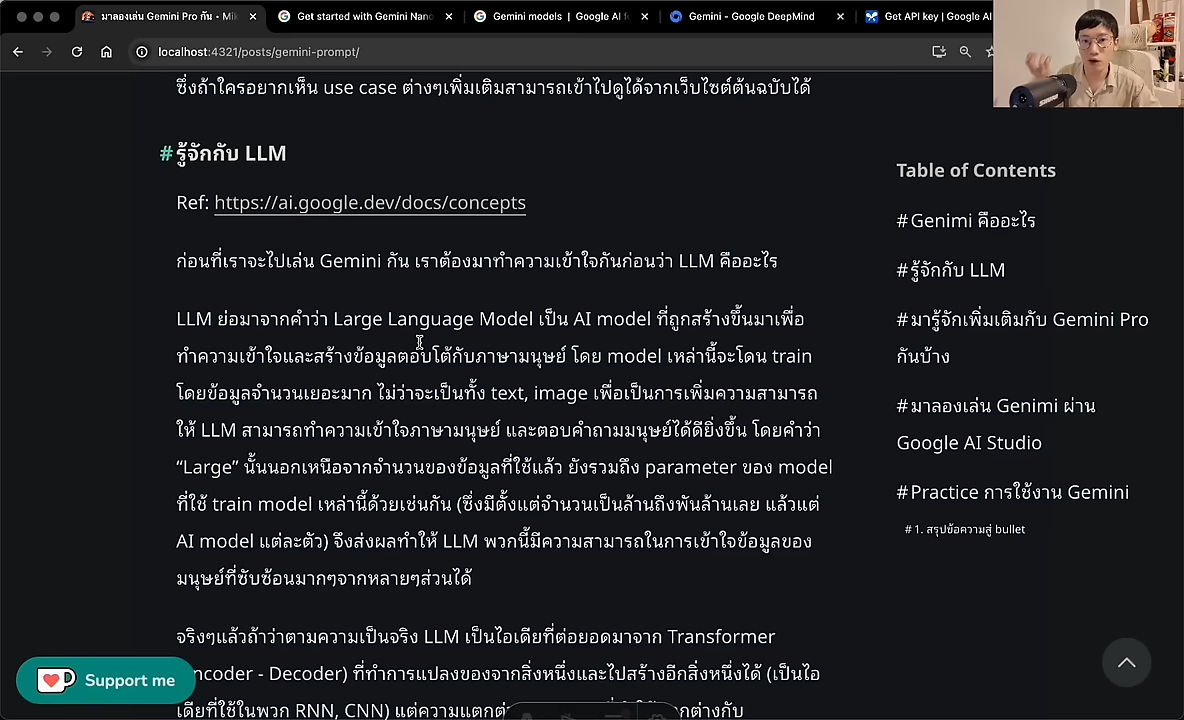 มาลองเล่น Gemini Pro กัน • Mik
Get started with Gemini Nano
Gemini models | Google AI fo
Gemini - Google DeepMind
Get API key | Google AI
localhost:4321/posts/gemini-prompt/
ซึ่งถ้าใครอยากเห็น use case ต่างๆเพิ่มเติมสามารถเข้าไปดูได้จากเว็บไซต์ต้นฉบับได้
#รู้จักกับ LLM
Ref: https://ai.google.dev/docs/concepts
ก่อนที่เราจะไปเล่น Gemini กัน เราต้องมาทำความเข้าใจกันก่อนว่า LLM คืออะไร
LLM ย่อมาจากคำว่า Large Language Model เป็น AI model ที่ถูกสร้างขึ้นมาเพื่อ
ทำความเข้าใจและสร้างข้อมูลตอบโต้กับภาษามนุษย์ โดย model เหล่านี้จะโดน train
โดยข้อมูลจำนวนเยอะมาก ไม่ว่าจะเป็นทั้ง text, image เพื่อเป็นการเพิ่มความสามารถ
ให้ LLM สามารถทำความเข้าใจภาษามนุษย์ และตอบคำถามมนุษย์ได้ดียิ่งขึ้น โดยคำว่า
“Large” นั้นนอกเหนือจากจำนวนของข้อมูลที่ใช้แล้ว ยังรวมถึง parameter ของ model
ที่ใช้ train model เหล่านี้ด้วยเช่นกัน (ซึ่งมีตั้งแต่จำนวนเป็นล้านถึงพันล้านเลย แล้วแต่
AI model แต่ละตัว) จึงส่งผลทำให้ LLM พวกนี้มีความสามารถในการเข้าใจข้อมูลของ
มนุษย์ที่ซับซ้อนมากๆจากหลายๆส่วนได้
จริงๆแล้วถ้าว่าตามความเป็นจริง LLM เป็นไอเดียที่ต่อยอดมาจาก Transformer
ncoder - Decoder) ที่ทำการแปลงของจากสิ่งหนึ่งและไปสร้างอีกสิ่งหนึ่งได้ (เป็นไอ
เดียที่ใช้ในพวก RNN, CNN) แต่ความแตกต่
กต่างกับ
Support me
Table of Contents
#Genimi คืออะไร
#รู้จักกับ LLM
#มารู้จักเพิ่มเติมกับ Gemini Pro
กันบ้าง
#มาลองเล่น Genimi ผ่าน
Google AI Studio
#Practice การใช้งาน Gemini
#1. สรุปข้อความสู่ bullet